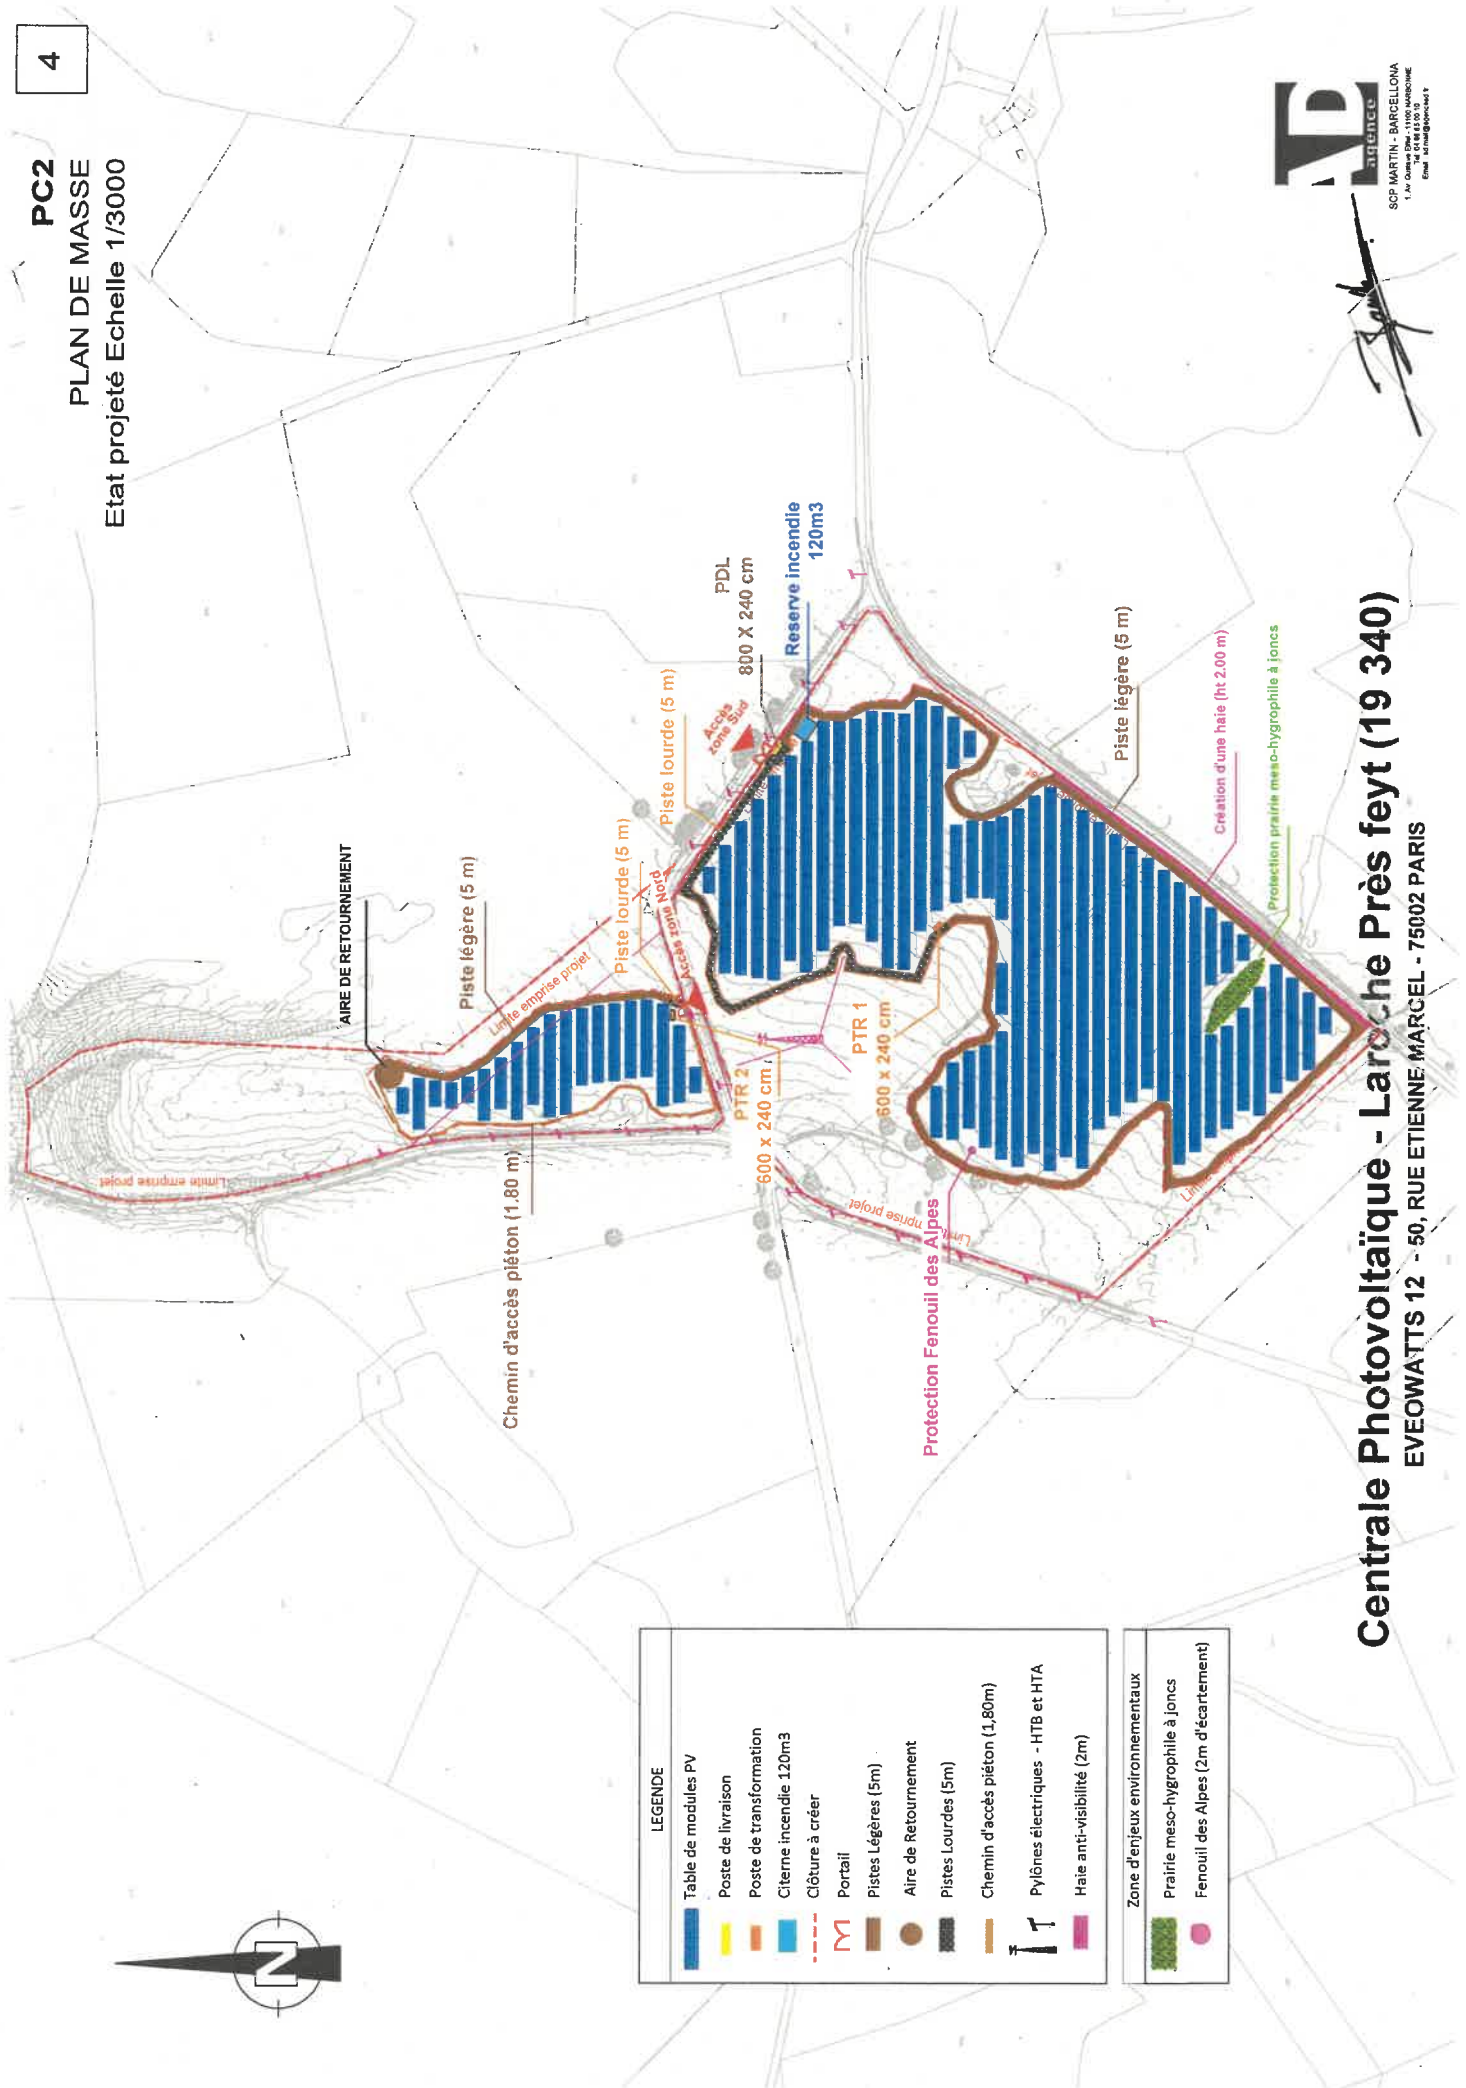 4
PC2
PLAN DE MASSE
Etat projeté Echelle 1/3000
AIRE DE RETOURNEMENT
Piste légère (5 m)
Limite emprise projet
Limite emprise projet
Piste lourde (5 m)
Accès zone Nord
Piste lourde (5 m)
Accès
zone Sud
PDL
800 X 240 cm
Reserve incendie
120m3
Chemin d'accès piéton (1.80 m)
PTR 2
600 x 240 cm
PTR 1
600 x 240 cm
Piste légère (5 m)
Création d'une haie (ht 2.00 m)
Protection prairie meso-hygrophile à joncs
Protection Fenouil des Alpes
LEGENDE
Table de modules PV
Poste de livraison
Poste de transformation
Citerne incendie 120m3
Clôture à créer
Portail
Pistes Légères (5m)
Aire de Retournement
Pistes Lourdes (5m)
Chemin d'accès piéton (1,80m)
Pylônes électriques - HTB et HTA
Haie anti-visibilité (2m)
Zone d'enjeux environnementaux
Prairie meso-hygrophile à joncs
Fenouil des Alpes (2m d'écartement)
N
Centrale Photovoltaïque - Laroche Près feyt (19 340)
EVEOWATTS 12 - 50, RUE ETIENNE MARCEL - 75002 PARIS
AD
agence
SCP MARTIN - BARCELLONA